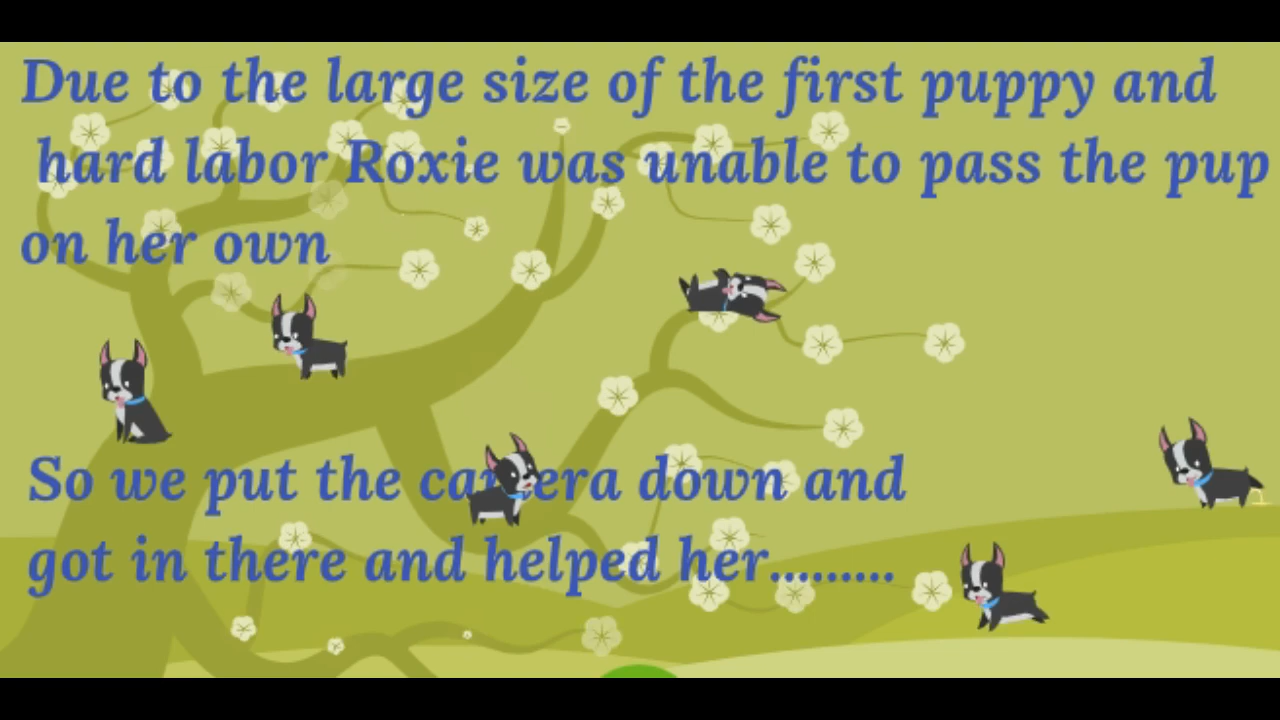 Due to the large size of the first puppy and
hard labor Roxie was unable to pass the pup
on her own
So we put the camera down and
got in there and helped her.........